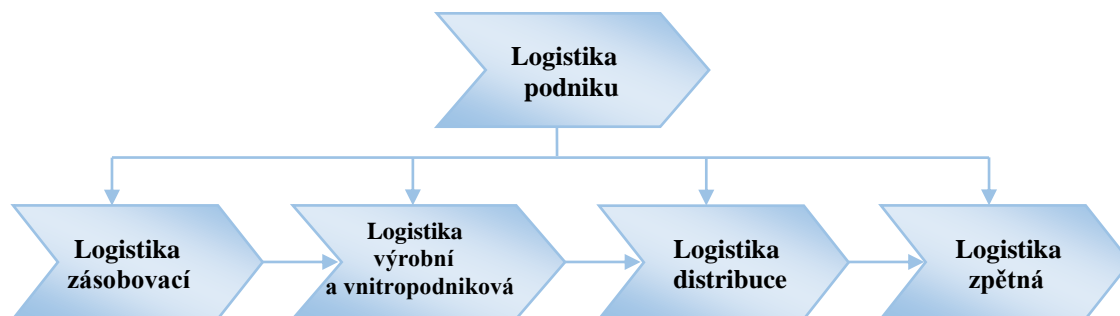 Logistika
podniku
Logistika
zásobovací
Logistika
výrobní
a vnitropodniková
Logistika
distribuce
Logistika
zpětná